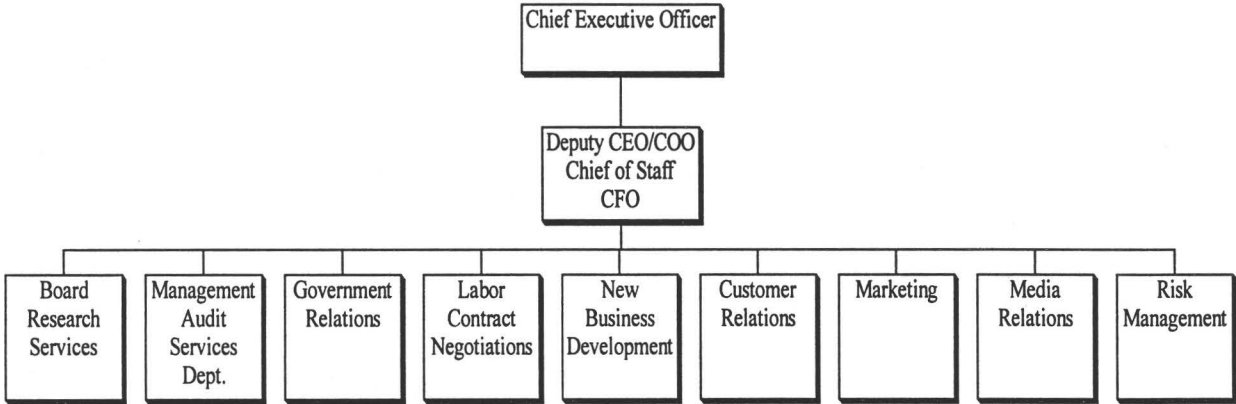 Chief Executive Officer
Deputy CEO/COO
Chief of Staff
CFO
Board
Research
Services
Management
Audit
Services
Dept.
Government
Relations
Labor
Contract
Negotiations
New
Business
Development
Customer
Relations
Marketing
Media
Relations
Risk
Management